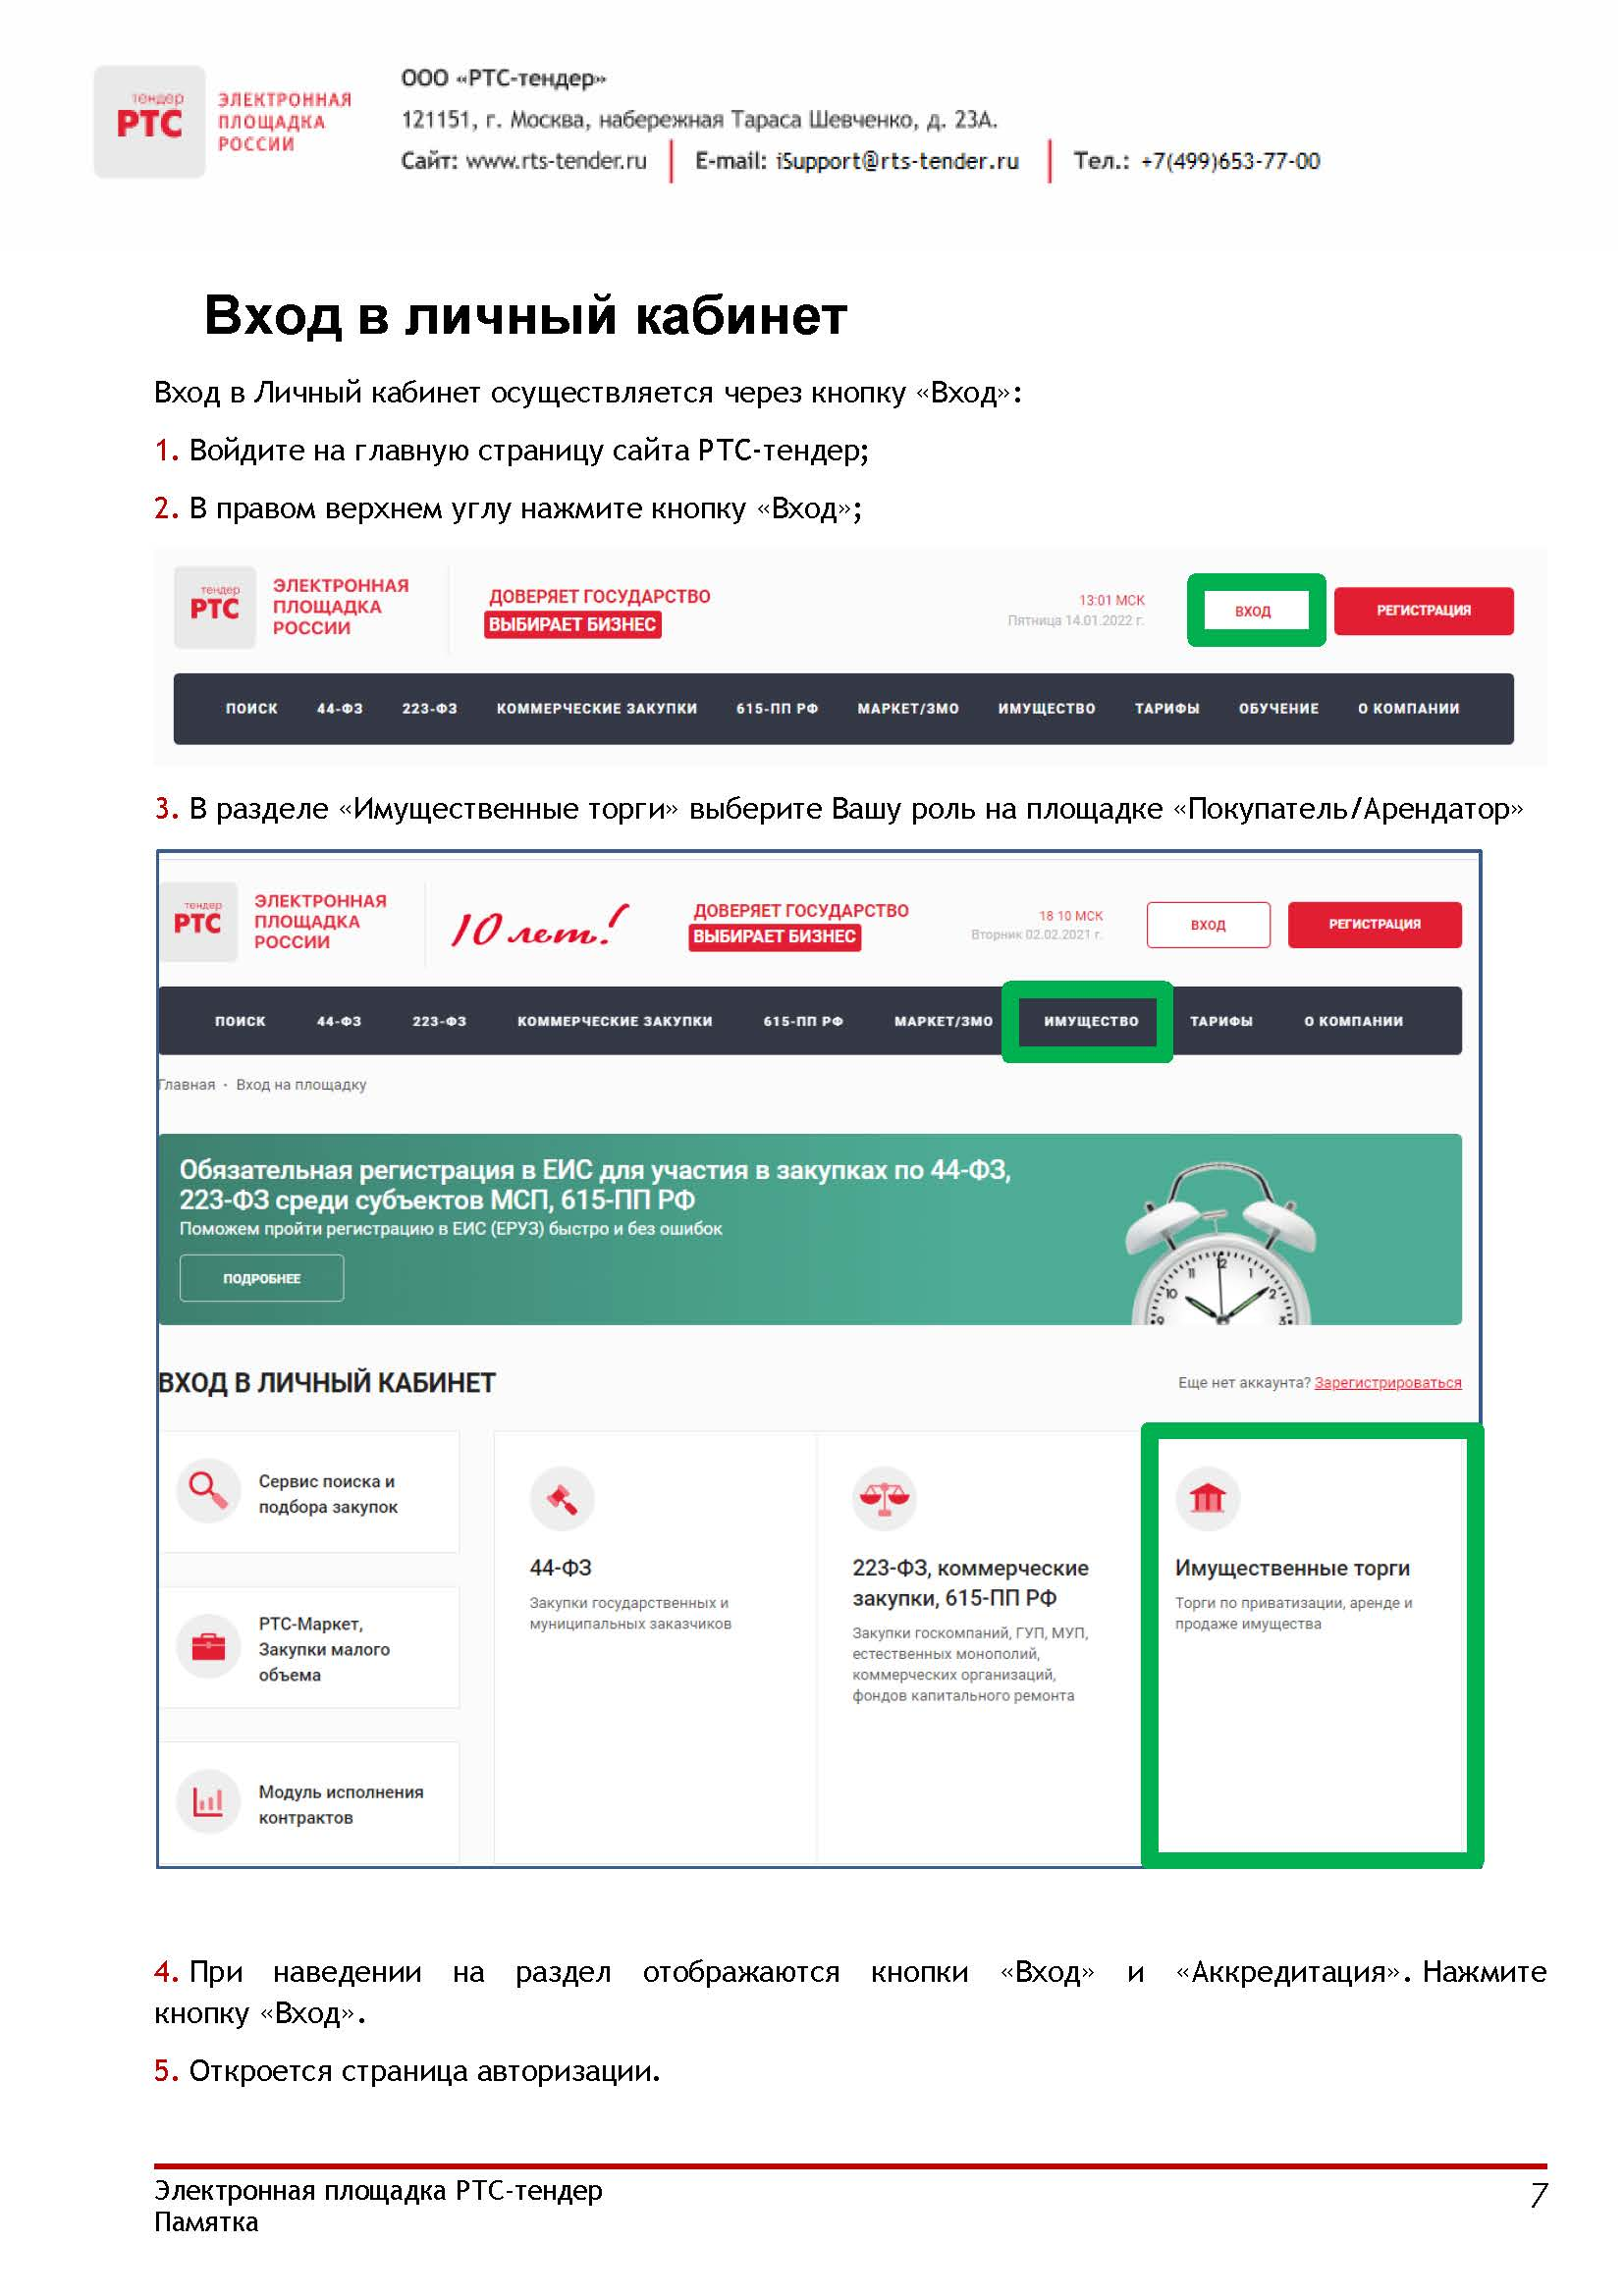 тендер
РТС
ЭЛЕКТРОННАЯ
ПЛОЩАДКА
РОССИИ
ООО «РТС-тендер»
121151, г. Москва, набережная Тараса Шевченко, д. 23А.
Сайт: www.rts-tender.ru E-mail: iSupport@rts-tender.ru Тел.: +7(499)653-77-00
Вход в личный кабинет
Вход в Личный кабинет осуществляется через кнопку «Вход»:
1. Войдите на главную страницу сайта РТС-тендер;
2. В правом верхнем углу нажмите кнопку «Вход»;
тендер
РТС
ЭЛЕКТРОННАЯ
ПЛОЩАДКА
РОССИИ
ДОВЕРЯЕТ ГОСУДАРСТВО
ВЫБИРАЕТ БИЗНЕС
13:01 МСК
Пятница 14.01.2022 г.
ВХОД
РЕГИСТРАЦИЯ
ПОИСК 44-ФЗ 223-ФЗ КОММЕРЧЕСКИЕ ЗАКУПКИ 615-ПП РФ МАРКЕТ/ЗМО ИМУЩЕСТВО ТАРИФЫ ОБУЧЕНИЕ О КОМПАНИИ
3. В разделе «Имущественные торги» выберите Вашу роль на площадке «Покупатель/Арендатор»
тендер
РТС
ЭЛЕКТРОННАЯ
ПЛОЩАДКА
РОССИИ
10 лет!
ДОВЕРЯЕТ ГОСУДАРСТВО
ВЫБИРАЕТ БИЗНЕС
18 10 МСК
Вторник 02.02.2021 г.
ВХОД
РЕГИСТРАЦИЯ
ПОИСК 44-ФЗ 223-ФЗ КОММЕРЧЕСКИЕ ЗАКУПКИ 615-ПП РФ МАРКЕТ/ЗМО ИМУЩЕСТВО ТАРИФЫ О КОМПАНИИ
Главная • Вход на площадку
Обязательная регистрация в ЕИС для участия в закупках по 44-ФЗ,
223-ФЗ среди субъектов МСП, 615-ПП РФ
Поможем пройти регистрацию в ЕИС (ЕРУЗ) быстро и без ошибок
ПОДРОБНЕЕ
9 10 11 12 1 2 3
ВХОД В ЛИЧНЫЙ КАБИНЕТ
Еще нет аккаунта? Зарегистрироваться
Сервис поиска и
подбора закупок
РТС-Маркет,
Закупки малого
объема
Модуль исполнения
контрактов
44-ФЗ
Закупки государственных и
муниципальных заказчиков
223-ФЗ, коммерческие
закупки, 615-ПП РФ
Закупки госкомпаний, ГУП, МУП,
естественных монополий,
коммерческих организаций,
фондов капитального ремонта
Имущественные торги
Торги по приватизации, аренде и
продаже имущества
4. При наведении на раздел отображаются кнопки «Вход» и «Аккредитация». Нажмите
кнопку «Вход».
5. Откроется страница авторизации.
Электронная площадка РТС-тендер
Памятка
7